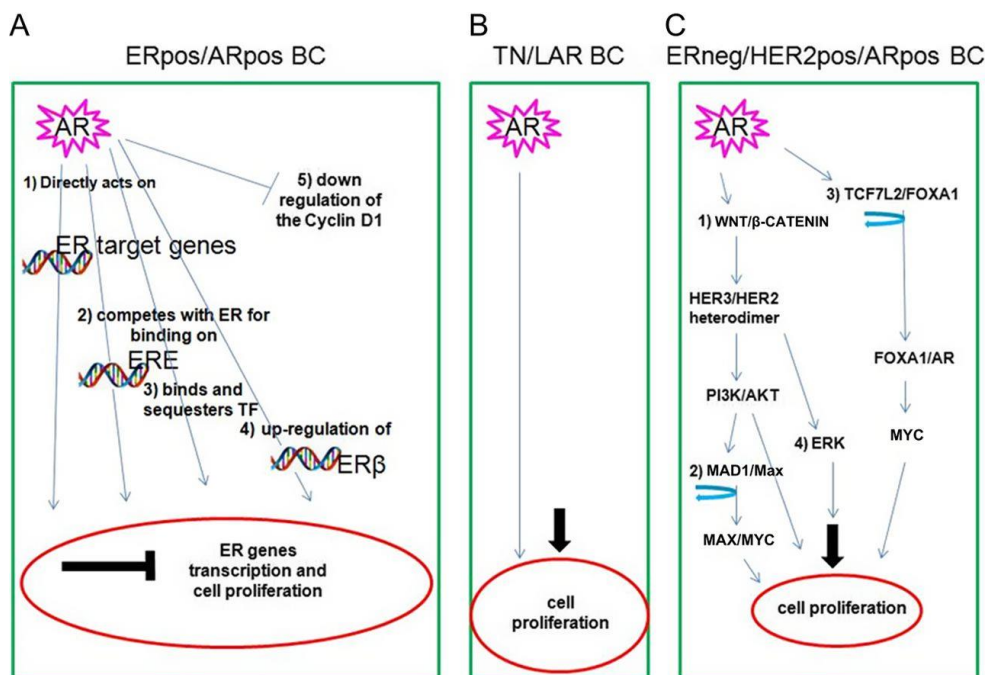 A
ERpos/ARpos BC
AR
1) Directly acts on
ER target genes
2) competes with ER for
binding on
ERE
3) binds and
sequesters TF
4) up-regulation of
ERβ
5) down
regulation of
the Cyclin D1
ER genes
transcription and
cell proliferation
B
TN/LAR BC
AR
cell
proliferation
C
ERneg/HER2pos/ARpos BC
AR
1) WNT/β-CATENIN
HER3/HER2
heterodimer
PI3K/AKT
2) MAD1/Max
MAX/MYC
3) TCF7L2/FOXA1
FOXA1/AR
MYC
4) ERK
cell proliferation